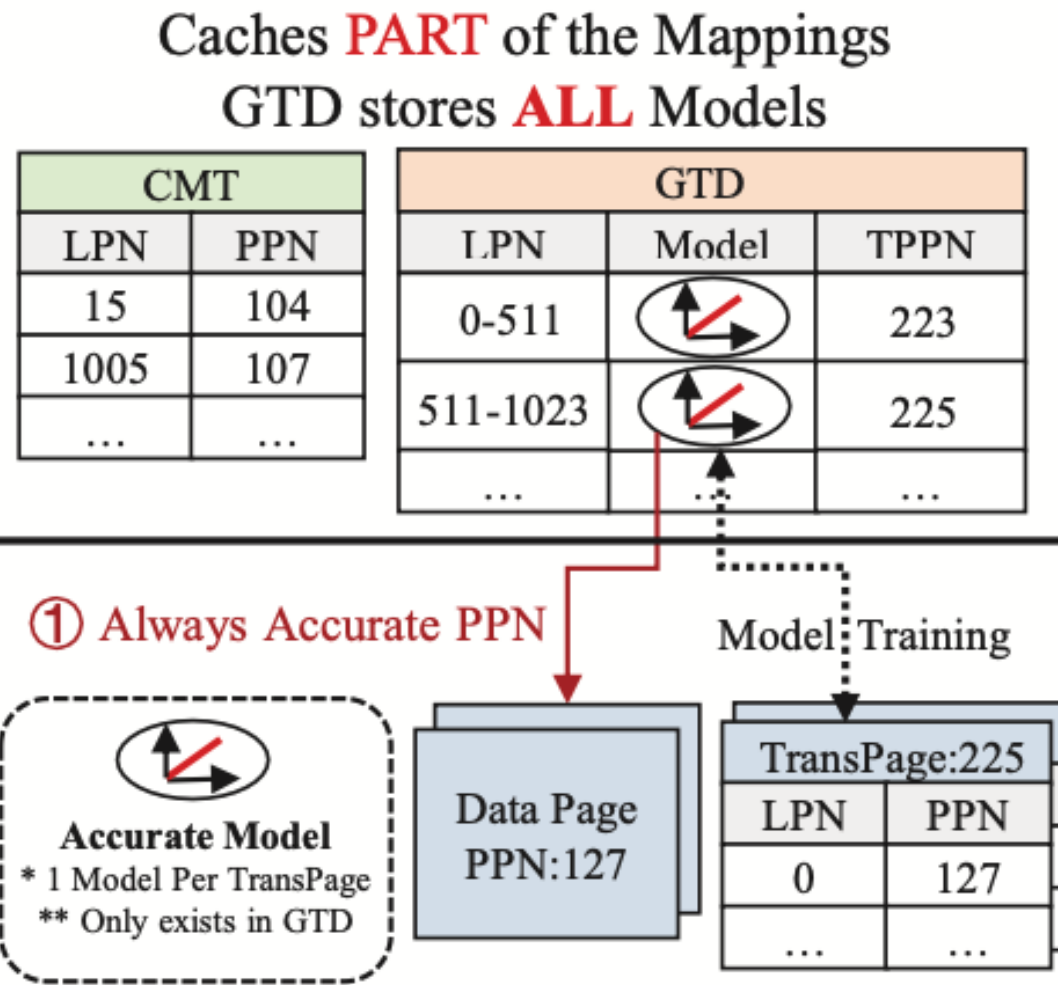 Caches PART of the Mappings
GTD stores ALL Models
CMT
LPN PPN
15 104
1005 107
... ...
GTD
LPN Model TPPN
0-511 223
511-1023 225
... ... ...
① Always Accurate PPN
Model Training
Accurate Model
* 1 Model Per TransPage
** Only exists in GTD
Data Page
PPN:127
TransPage:225
LPN PPN
0 127
... ...